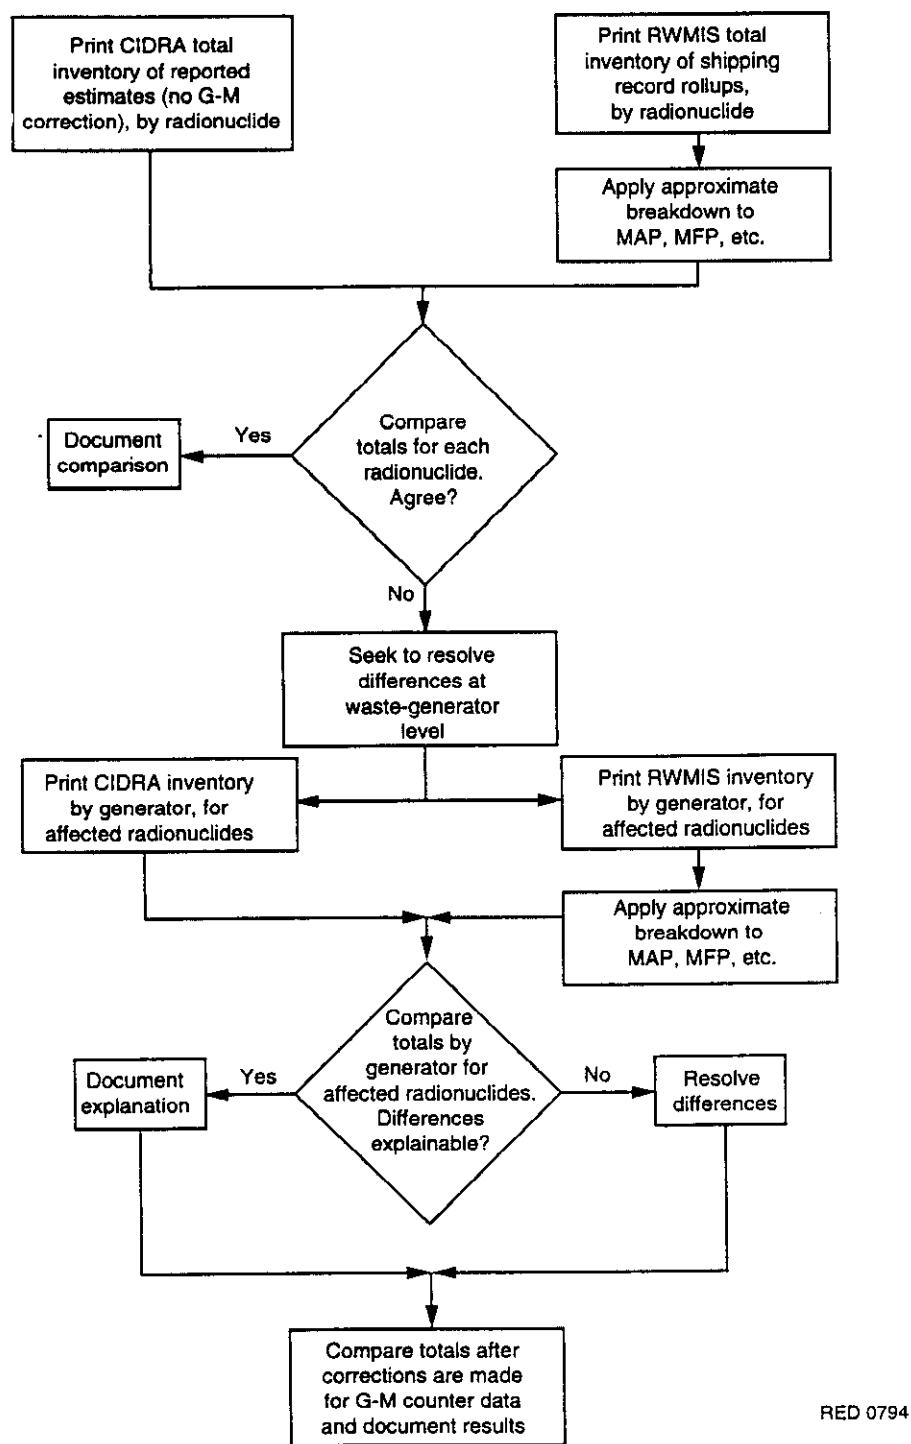 Print CIDRA total
inventory of reported
estimates (no G-M
correction), by radionuclide
Print RWMIS total
inventory of shipping
record rollups,
by radionuclide
Apply approximate
breakdown to
MAP, MFP, etc.
Compare
totals for each
radionuclide.
Agree?
Yes
Document
comparison
No
Seek to resolve
differences at
waste-generator
level
Print CIDRA inventory
by generator, for
affected radionuclides
Print RWMIS inventory
by generator, for
affected radionuclides
Apply approximate
breakdown to
MAP, MFP, etc.
Compare
totals by
generator for
affected radionuclides.
Differences
explainable?
Yes
Document
explanation
No
Resolve
differences
Compare totals after
corrections are made
for G-M counter data
and document results
RED 0794